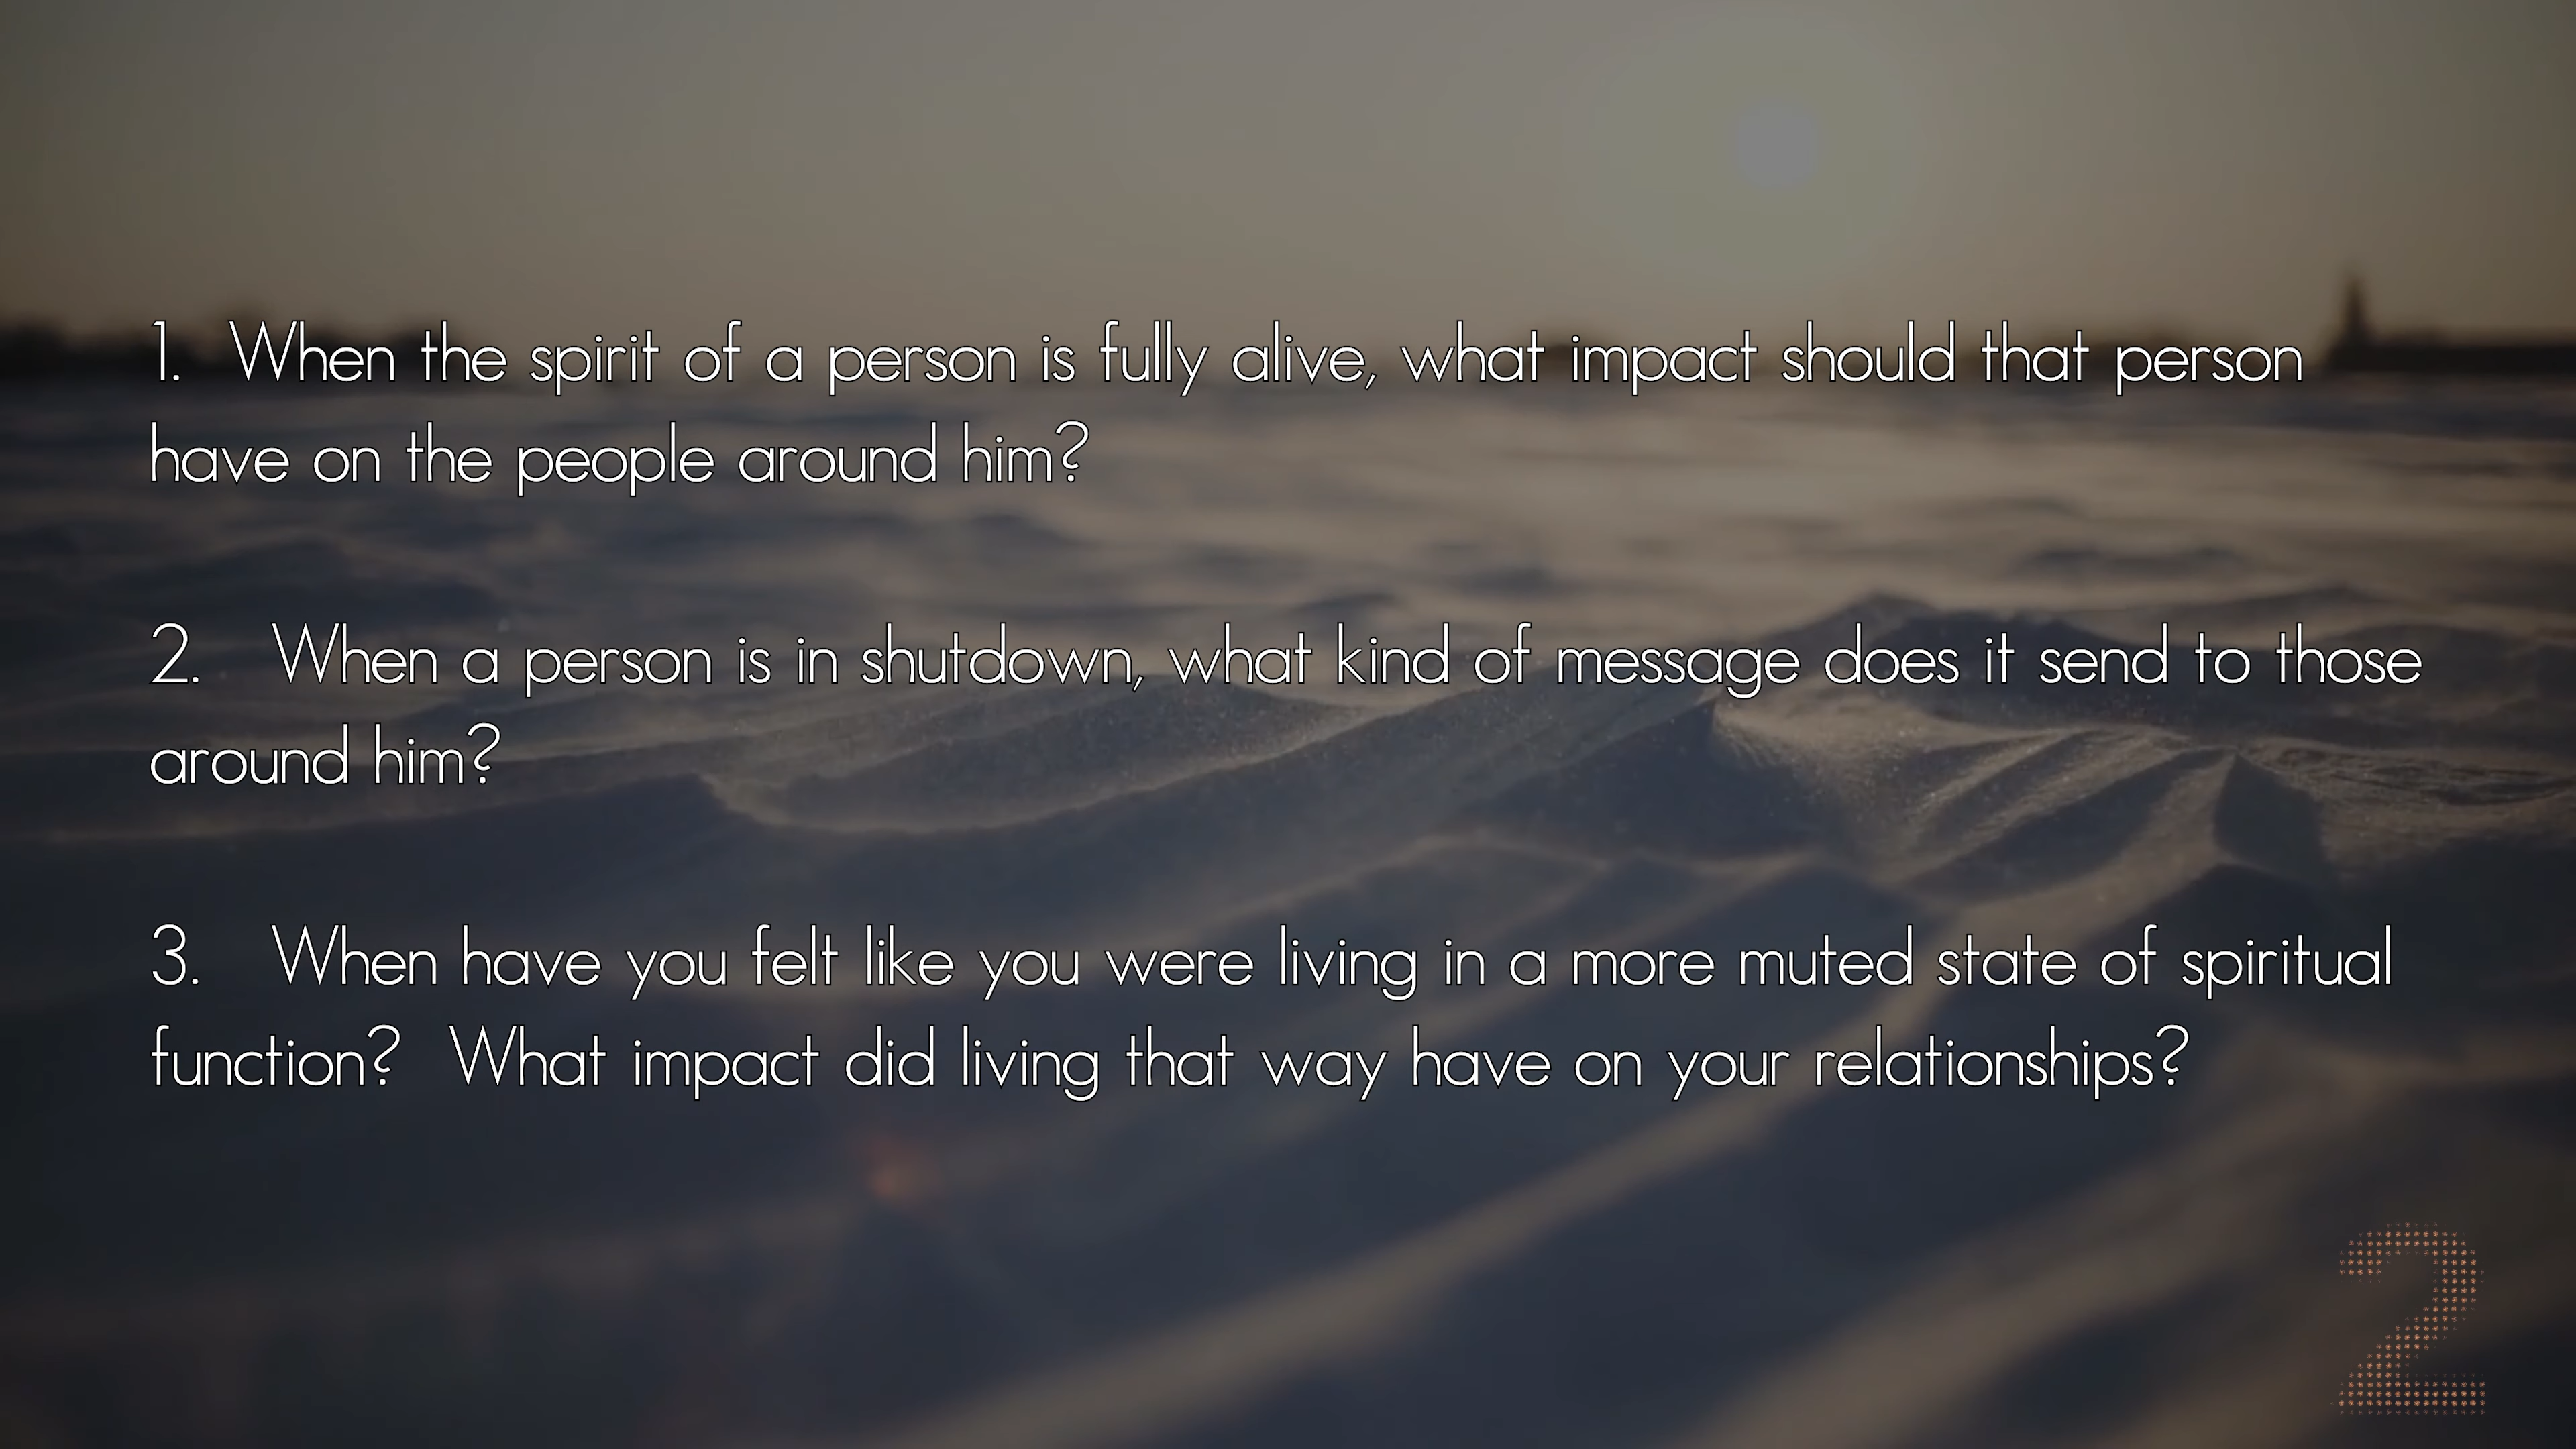 1.  When the spirit of a person is fully alive, what impact should that person
have on the people around him?
2.  When a person is in shutdown, what kind of message does it send to those
around him?
3.  When have you felt like you were living in a more muted state of spiritual
function?  What impact did living that way have on your relationships?
2